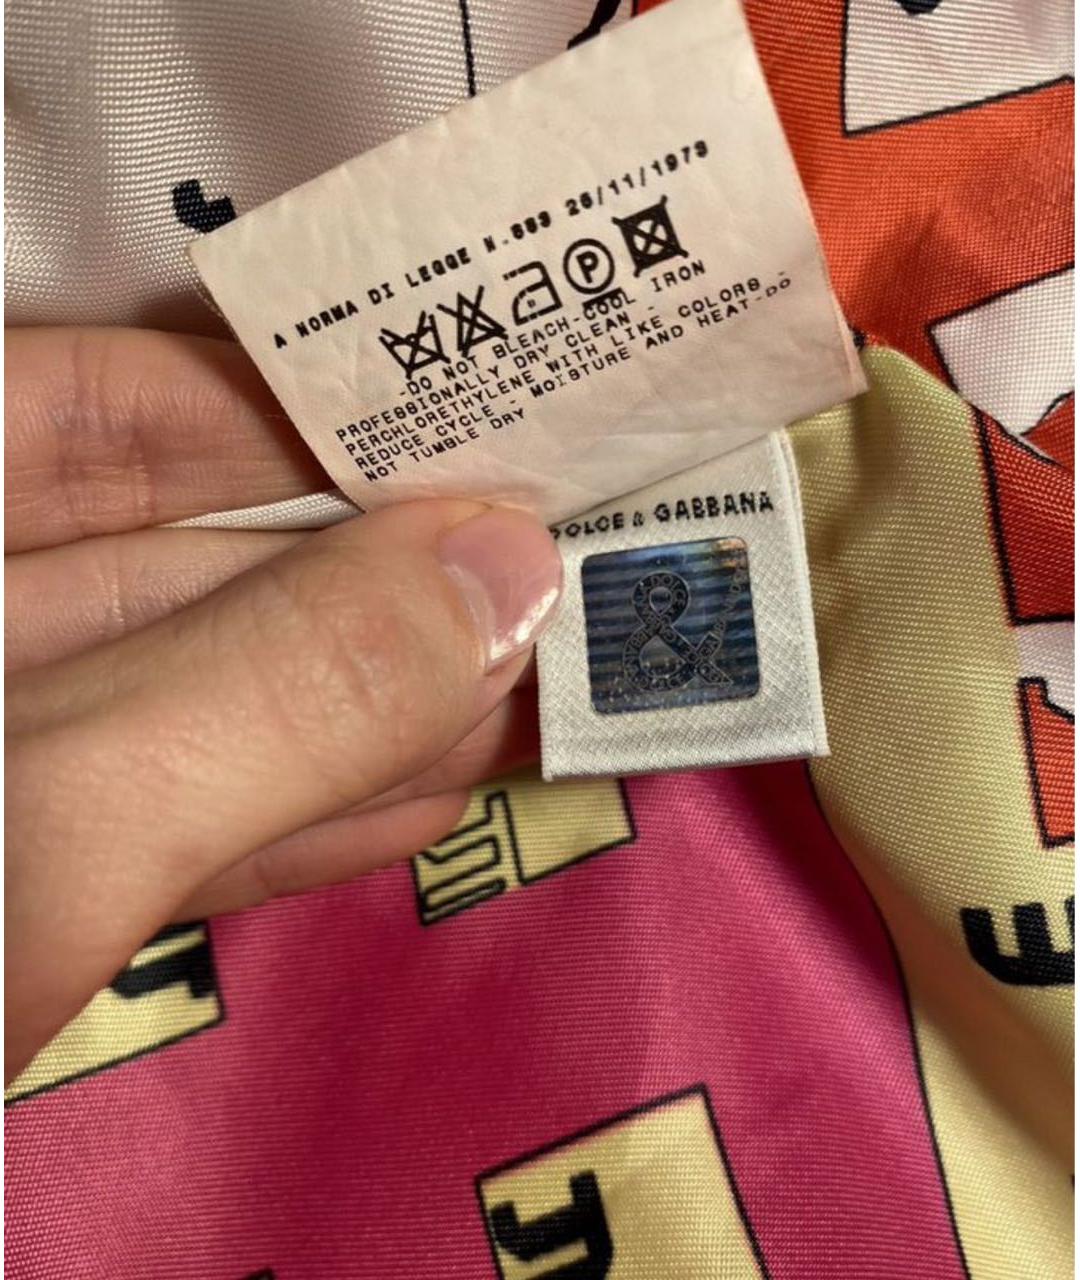 A NORMA DI LEGGE N.883 26/11/1973
P
-DO NOT BLEACH-COOL IRON
PROFESSIONALLY DRY CLEAN -
PERCHLORETHYLENE WITH LIKE COLORS -
REDUCE CYCLE - MOISTURE AND HEAT-DO
NOT TUMBLE DRY
DOLCE & GABBANA
&